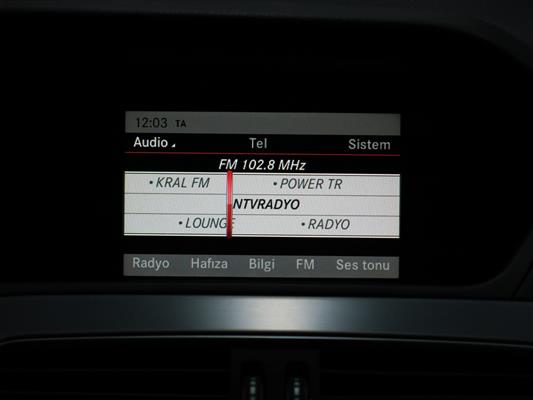 12:03 TA
Audio Tel Sistem
FM 102.8 MHz
• KRAL FM • POWER TR
NTVRADYO
• LOUNGE • RADYO
Radyo Hafıza Bilgi FM Ses tonu